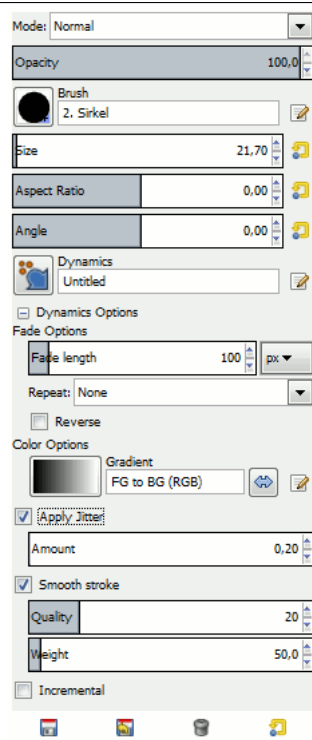 Mode: Normal
Opacity 100,0
Brush
2. Sirkel
Size 21,70
Aspect Ratio 0,00
Angle 0,00
Dynamics
Untitled
Dynamics Options
Fade Options
Fade length 100 px
Repeat: None
Reverse
Color Options
Gradient
FG to BG (RGB)
Apply Jitter
Amount 0,20
Smooth stroke
Quality 20
Weight 50,0
Incremental